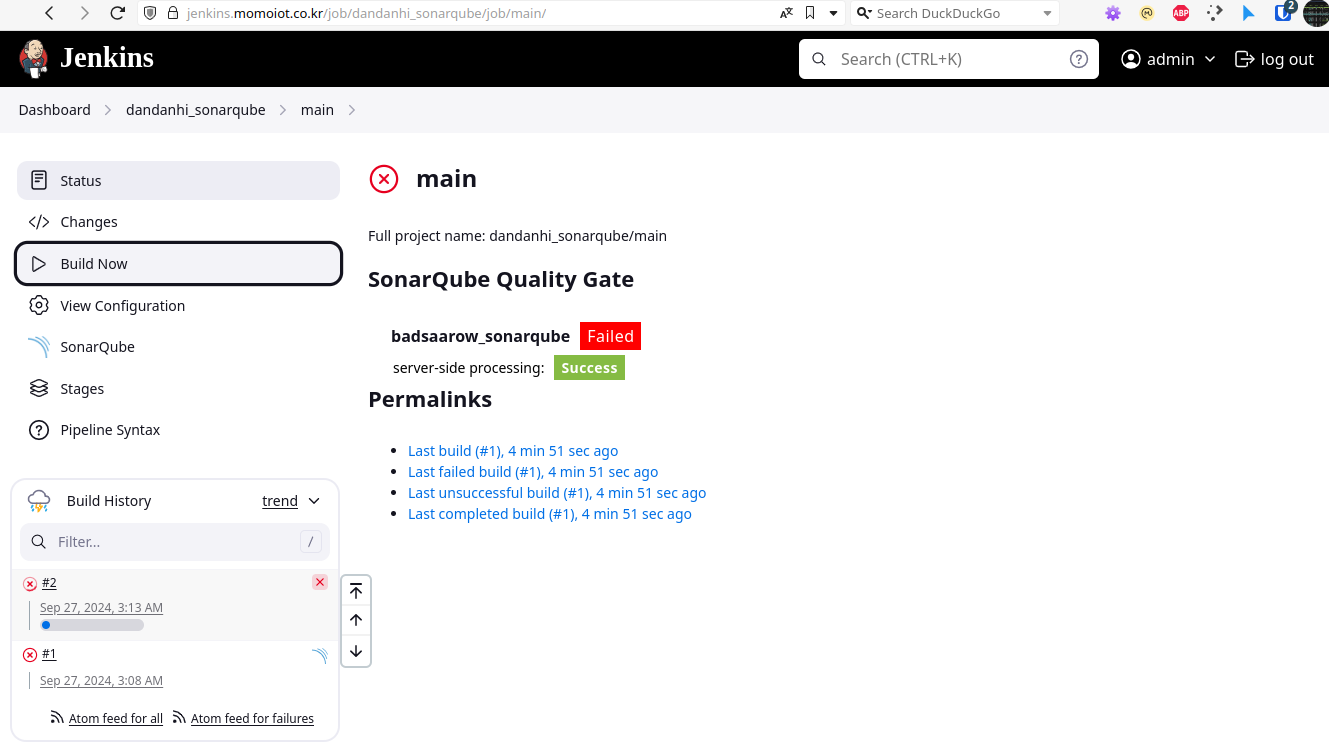 jenkins.momoiot.co.kr/job/dandanhi_sonarqube/job/main/
Search DuckDuckGo
ABP
2
Jenkins
Search (CTRL+K)
?
admin
log out
Dashboard
dandanhi_sonarqube
main
Status
Changes
Build Now
View Configuration
SonarQube
Stages
Pipeline Syntax
main
Full project name: dandanhi_sonarqube/main
SonarQube Quality Gate
badsaarow_sonarqube Failed
server-side processing: Success
Permalinks
Last build (#1), 4 min 51 sec ago
Last failed build (#1), 4 min 51 sec ago
Last unsuccessful build (#1), 4 min 51 sec ago
Last completed build (#1), 4 min 51 sec ago
Build History
trend
Filter...
/
#2
Sep 27, 2024, 3:13 AM
#1
Sep 27, 2024, 3:08 AM
Atom feed for all
Atom feed for failures